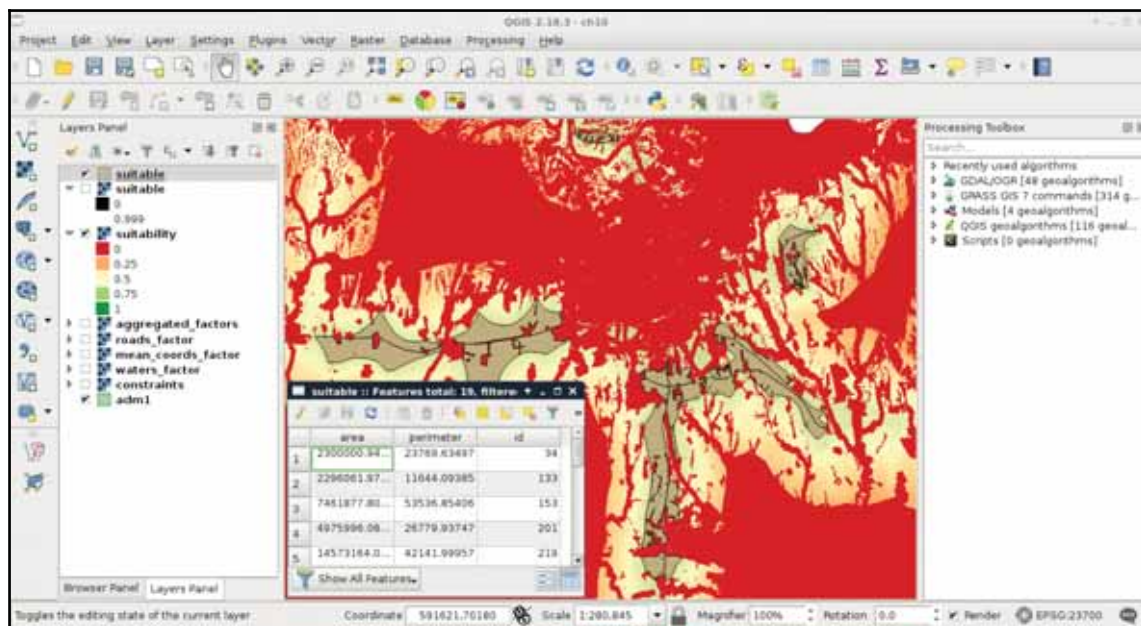 QGIS 2.18.3 - ch10
Project Edit View Layer Settings Plugins Vector Raster Database Processing Help
Layers Panel
suitable
suitable
0
0.999
suitability
0
0.25
0.5
0.75
1
aggregated_factors
roads_factor
mean_coords_factor
waters_factor
constraints
adm1
Browser Panel Layers Panel
suitable :: Features total: 19, filtere
area perimeter id
1 2300000.94... 23769.63497 34
2 2296061.97... 11644.09385 133
3 7461877.80... 53536.85406 153
4 4975996.06... 26779.93747 201
5 14573164.0... 42141.99957 218
Show All Features
Processing Toolbox
Search...
Recently used algorithms
GDAL/OGR [48 geoalgorithms]
GRASS GIS 7 commands [314 g...
Models [4 geoalgorithms]
QGIS geoalgorithms [116 geoal...
Scripts [0 geoalgorithms]
Toggles the editing state of the current layer Coordinate 591621,70180 Scale 1:280,845 Magnifier 100% Rotation 0.0 Render EPSG:23700